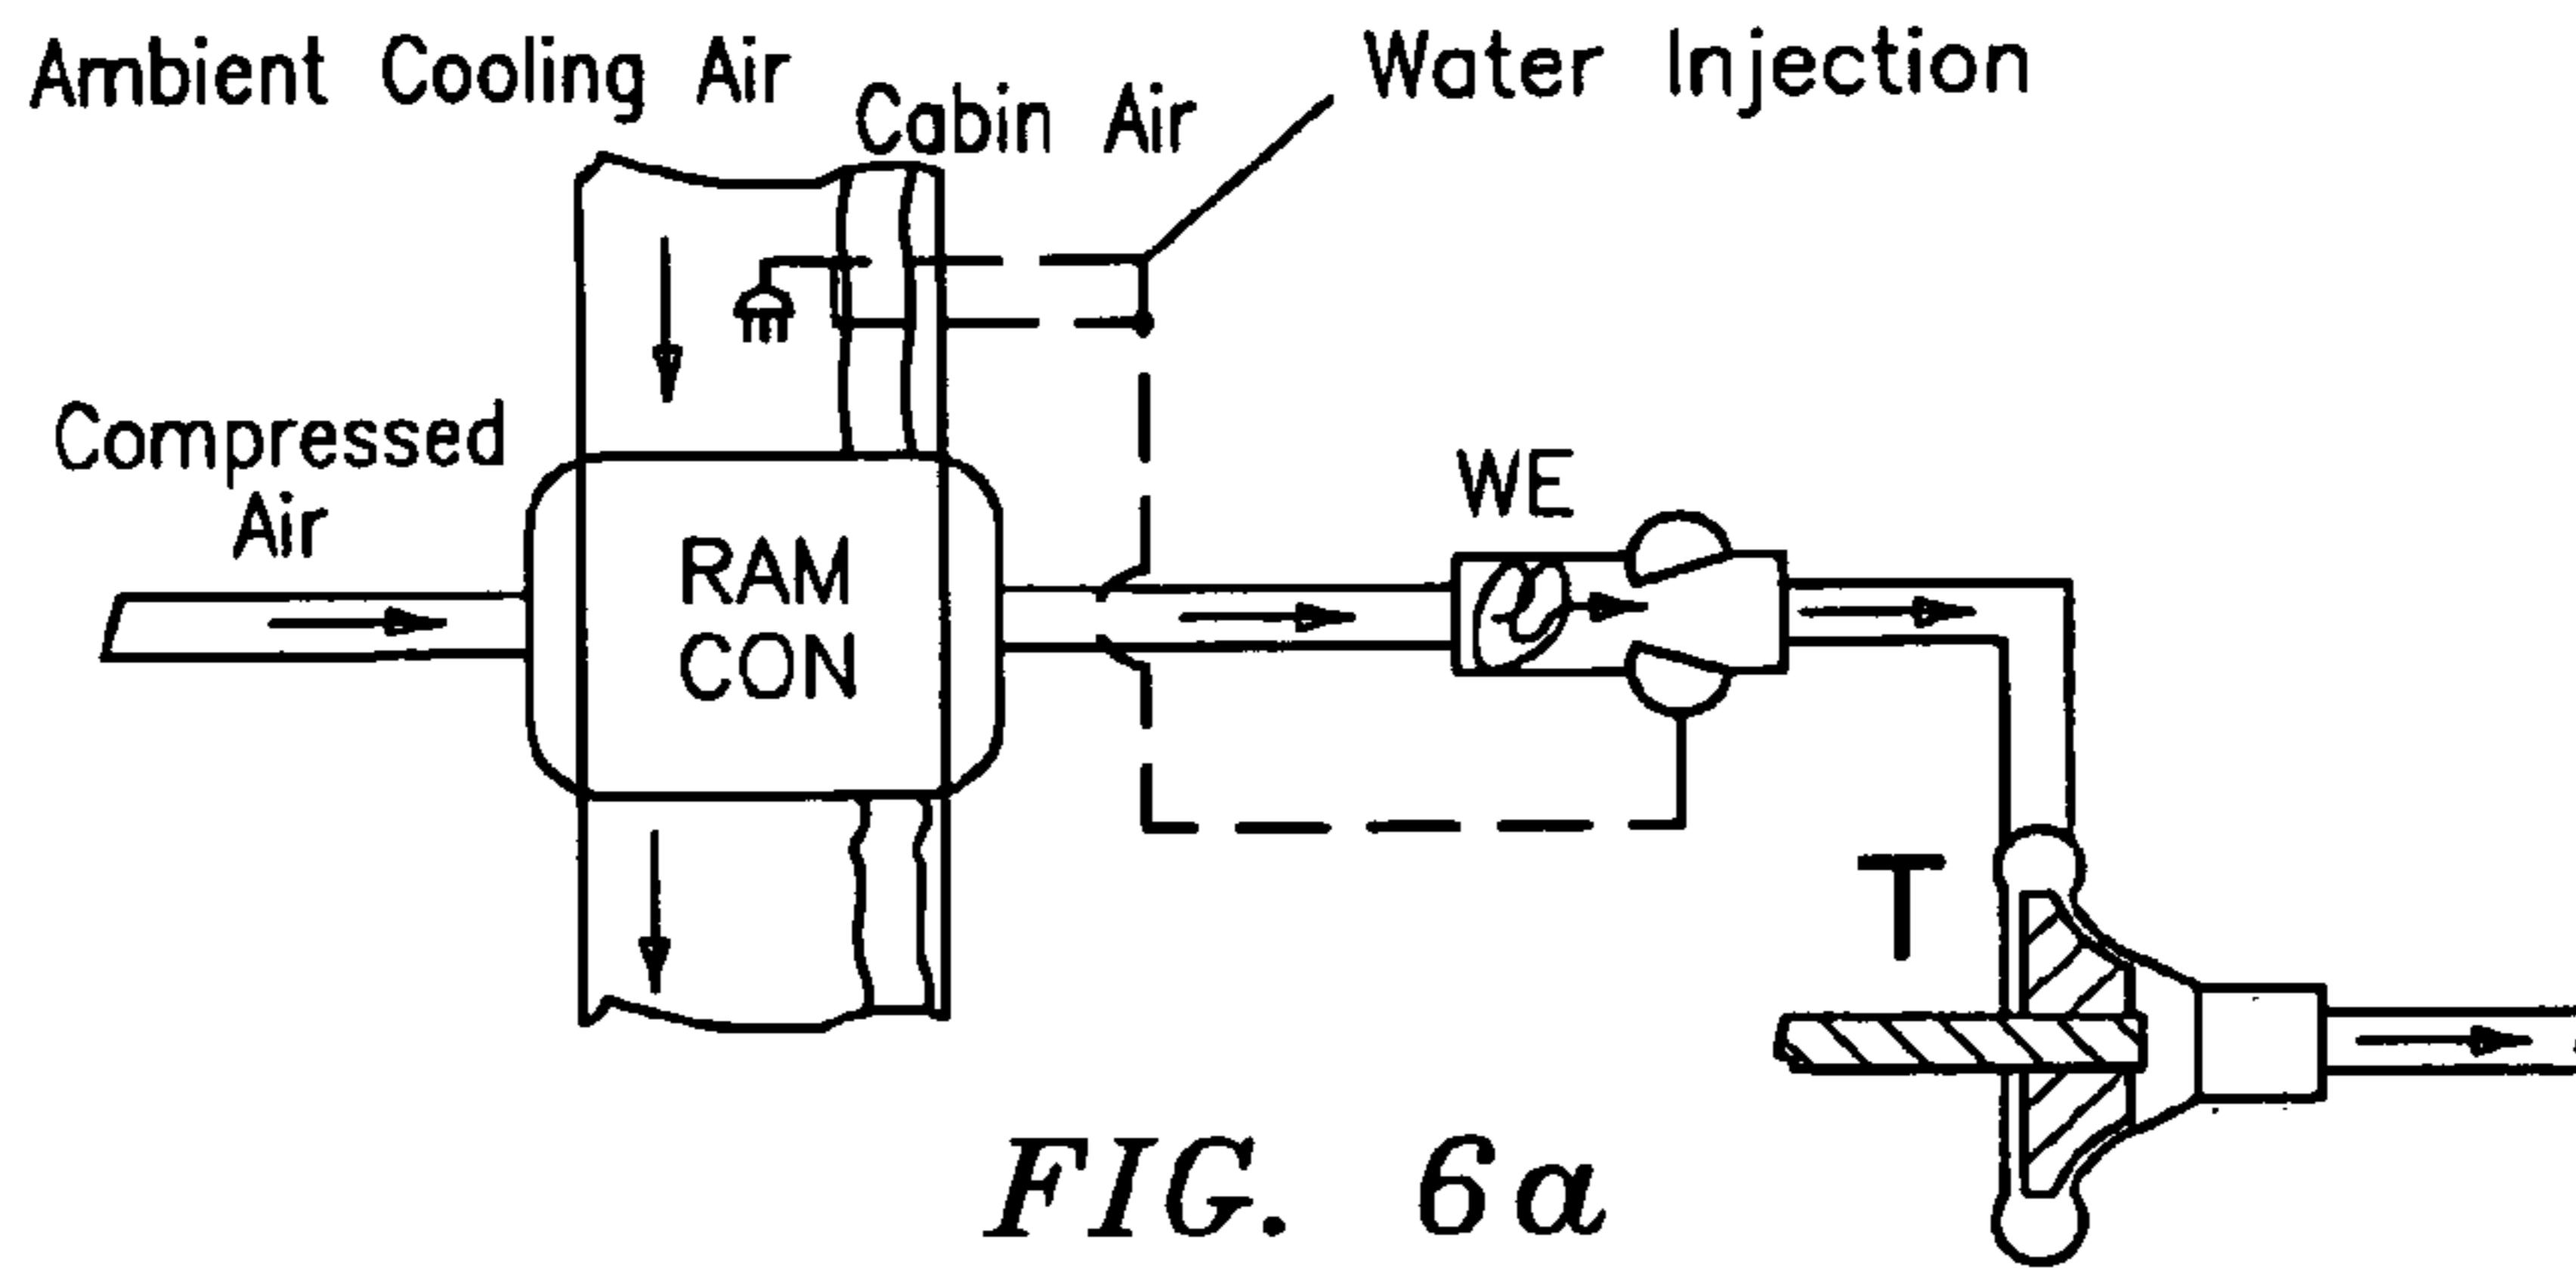 Ambient Cooling Air
Cabin Air
Water Injection
Compressed
Air
RAM
CON
WE
T
FIG. 6a